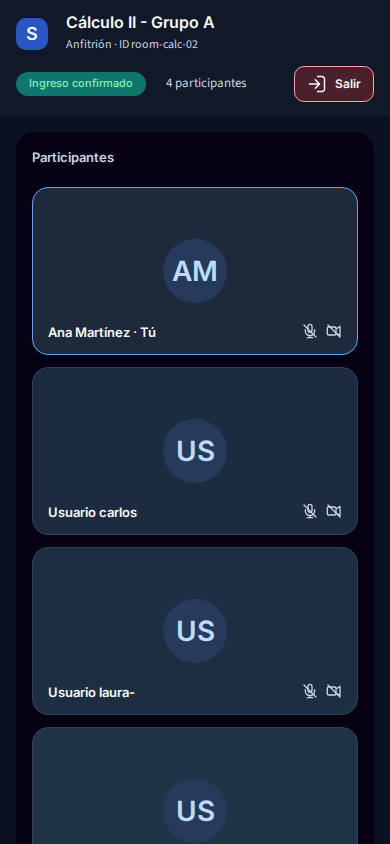 S
Cálculo II - Grupo A
Anfitrión · ID room-calc-02
Ingreso confirmado
4 participantes
Salir
Participantes
AM
Ana Martínez · Tú
US
Usuario carlos
US
Usuario laura-
US